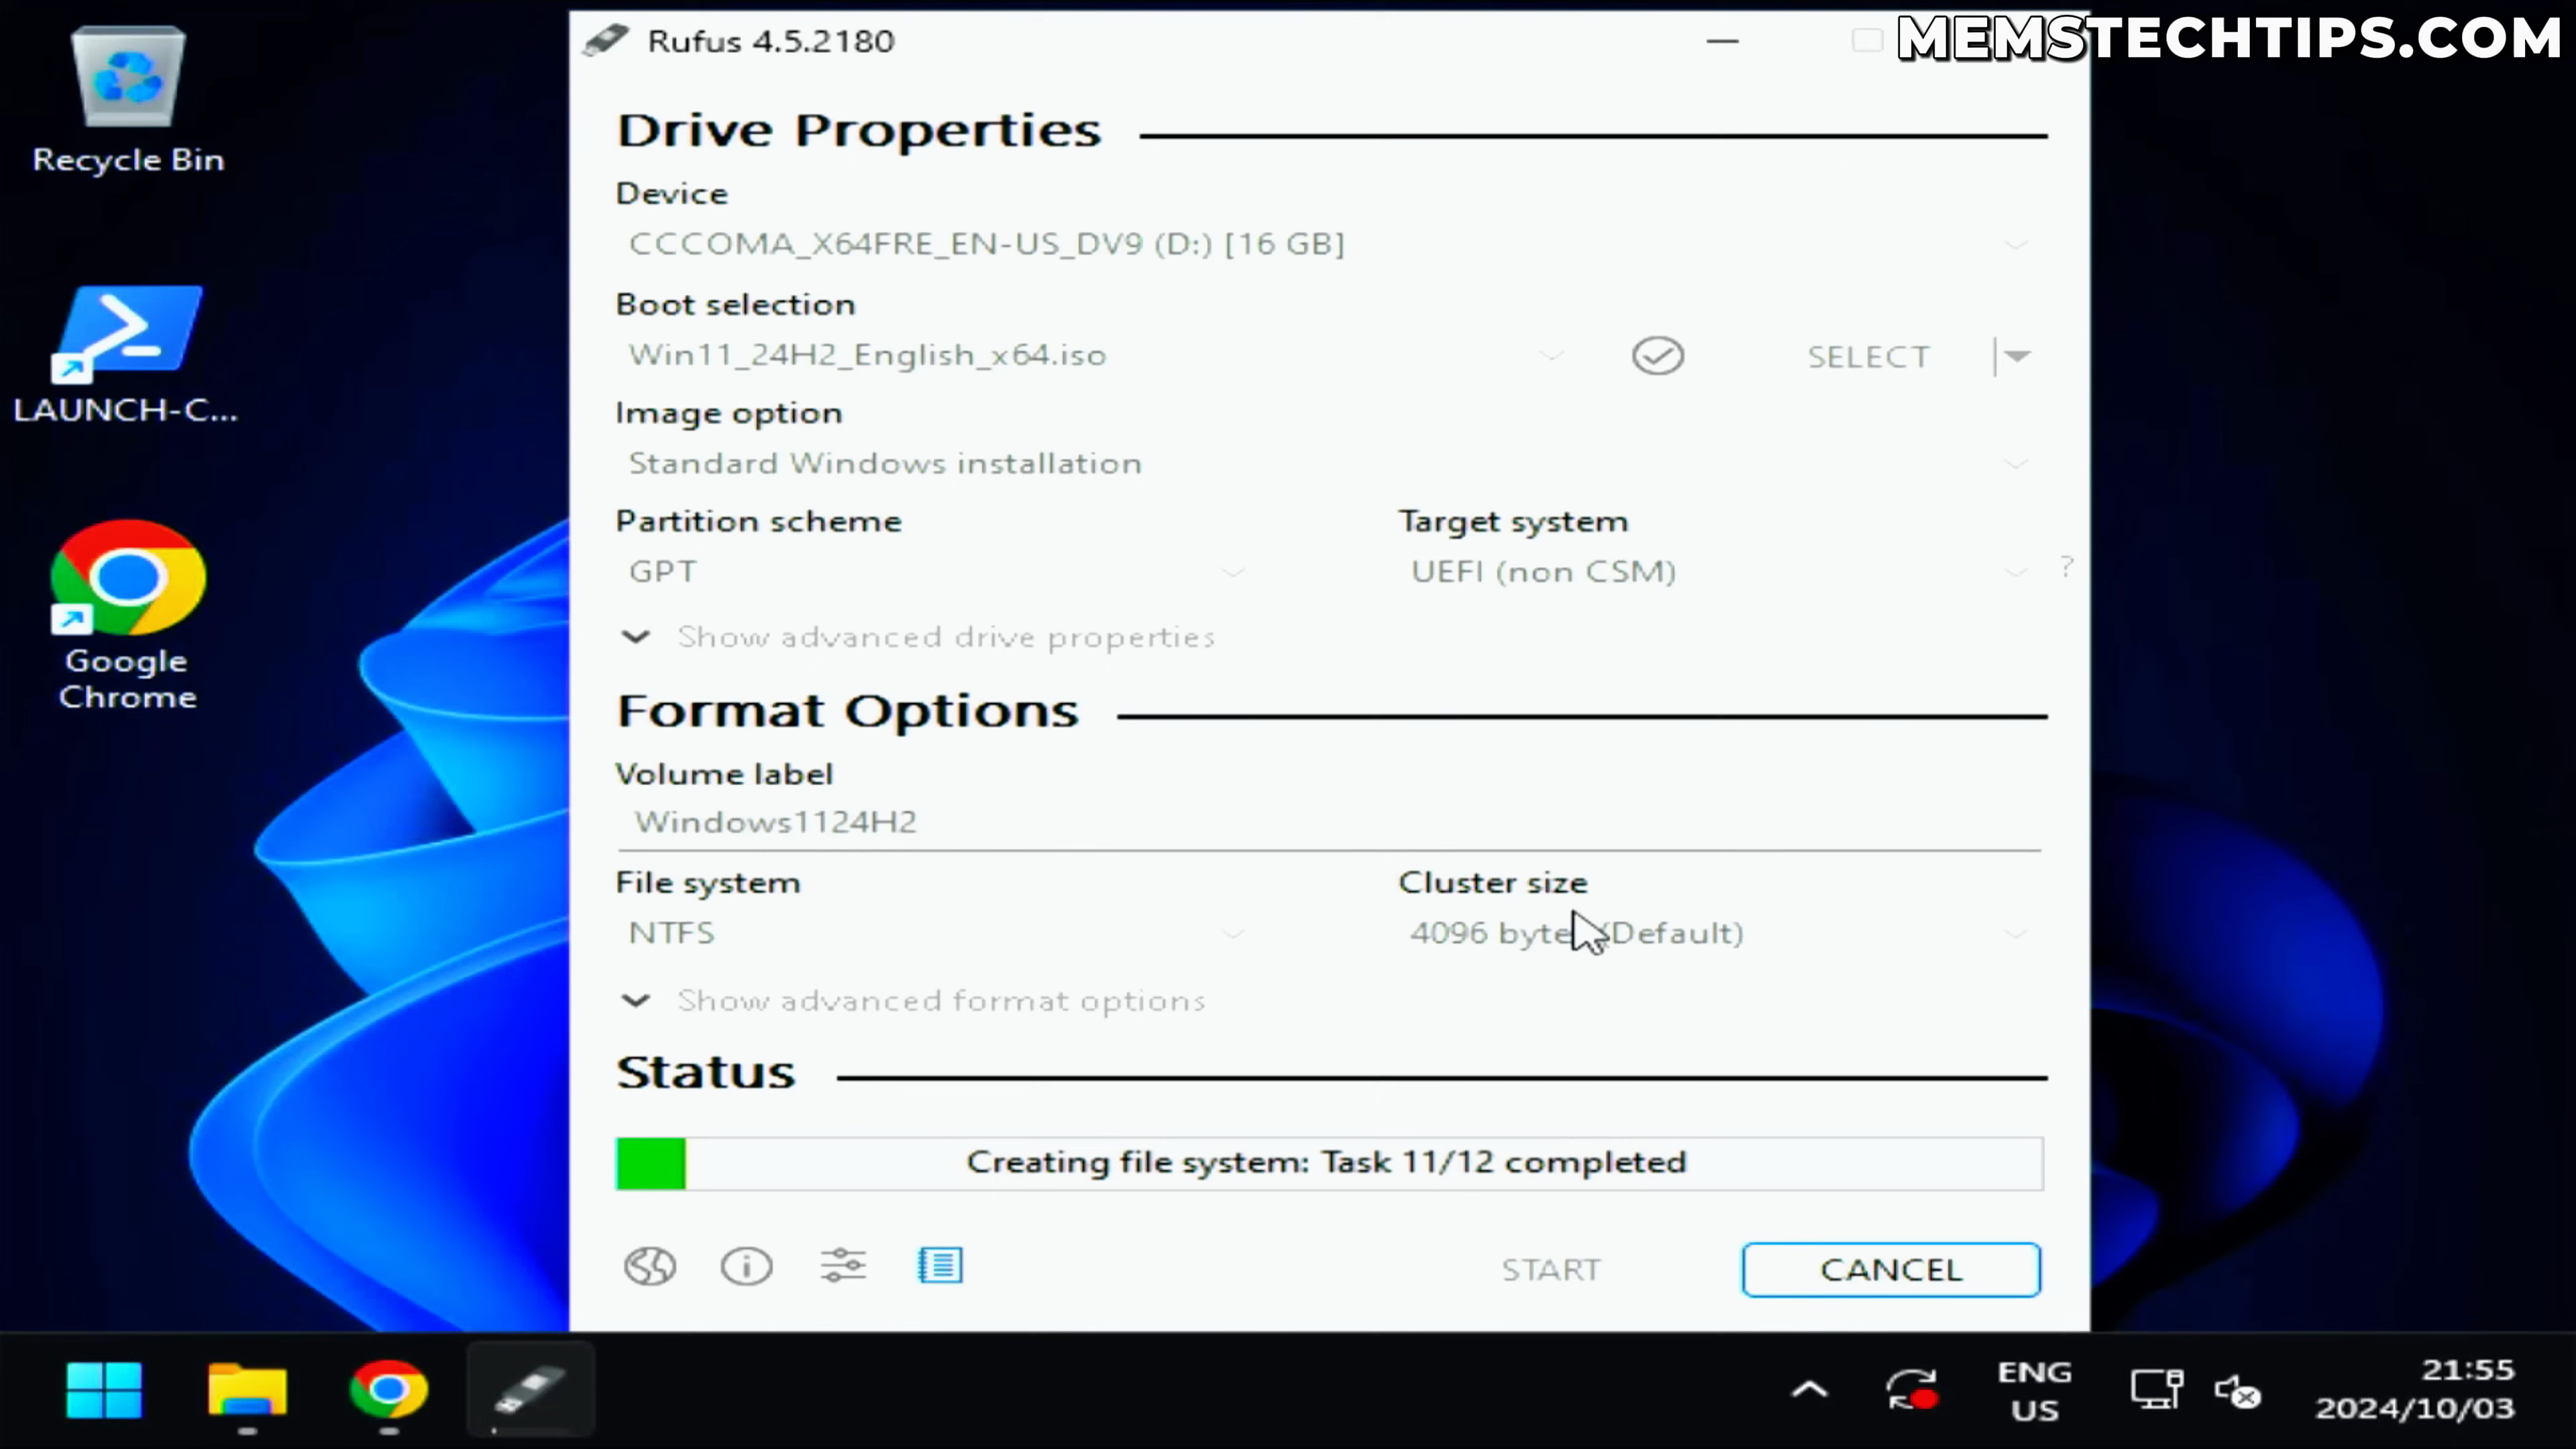 MEMSTECHTIPS.COM
Rufus 4.5.2180
Recycle Bin
LAUNCH-C...
Google
Chrome
Drive Properties
Device
CCCOMA_X64FRE_EN-US_DV9 (D:) [16 GB]
Boot selection
Win11_24H2_English_x64.iso
SELECT
Image option
Standard Windows installation
Partition scheme
Target system
GPT
UEFI (non CSM)
?
Show advanced drive properties
Format Options
Volume label
Windows1124H2
File system
Cluster size
NTFS
4096 byte (Default)
Show advanced format options
Status
Creating file system: Task 11/12 completed
START
CANCEL
ENG
US
21:55
2024/10/03